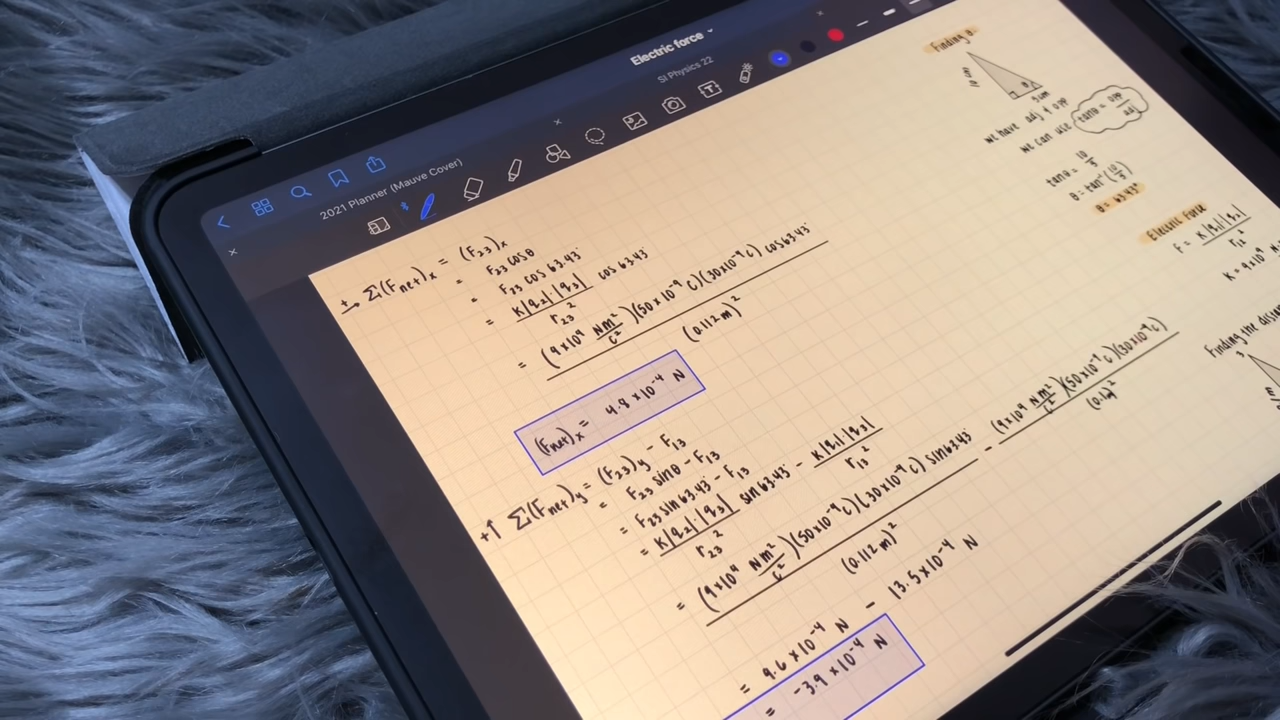 Electric force
SI Physics 22
2021 Planner (Mauve Cover)
+→ Σ(Fnet)x = (F23)x
= F23 cosθ
= F23 cos 63.43°
= K|q2|·|q3| / r23² cos 63.43°
= (9×10⁹ Nm²/C²)(50×10⁻⁹ C)(30×10⁻⁹ C) cos 63.43° / (0.112m)²
(Fnet)x = 4.8 × 10⁻⁴ N
+↑ Σ(Fnet)y = (F23)y - F13
= F23 sinθ - F13
= F23 sin 63.43° - F13
= K|q2|·|q3| / r23² sin 63.43° - K|q1|·|q3| / r13²
= (9×10⁹ Nm²/C²)(50×10⁻⁹ C)(30×10⁻⁹ C) sin 63.43° / (0.112m)² - (9×10⁹ Nm²/C²)(50×10⁻⁹ C)(30×10⁻⁹ C) / (0.1m)²
= 9.6 × 10⁻⁴ N - 13.5 × 10⁻⁴ N
= -3.9 × 10⁻⁴ N
Finding θ
we have adj + opp
we can use tanθ = opp/adj
tanθ = 10/5
θ = tan⁻¹(10/5)
θ = 63.43°
Electric Force
F = K|q1||q2| / r12²
K = 9×10⁹ N
Finding the distan